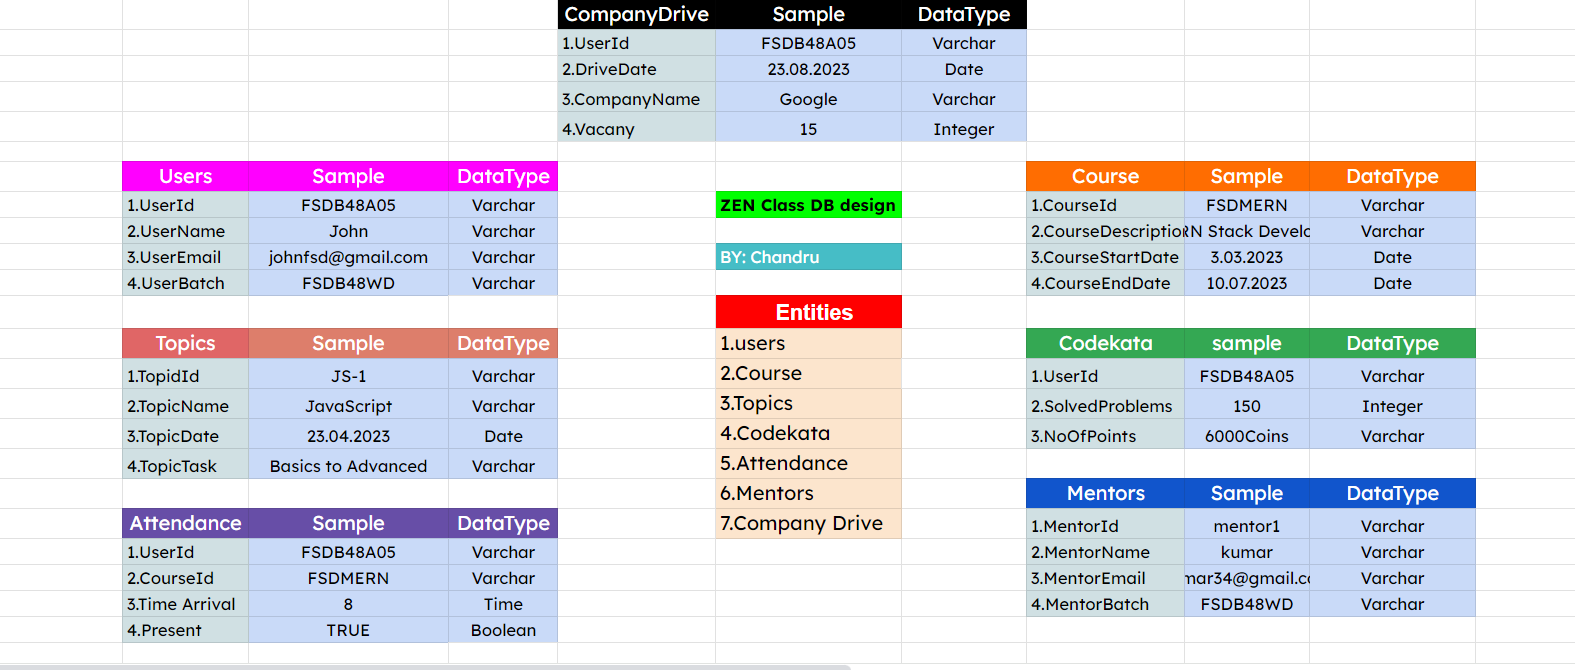 CompanyDrive Sample DataType
1.UserId FSDB48A05 Varchar
2.DriveDate 23.08.2023 Date
3.CompanyName Google Varchar
4.Vacany 15 Integer
Users Sample DataType
1.UserId FSDB48A05 Varchar
2.UserName John Varchar
3.UserEmail johnfsd@gmail.com Varchar
4.UserBatch FSDB48WD Varchar
Topics Sample DataType
1.TopidId JS-1 Varchar
2.TopicName JavaScript Varchar
3.TopicDate 23.04.2023 Date
4.TopicTask Basics to Advanced Varchar
Attendance Sample DataType
1.UserId FSDB48A05 Varchar
2.CourseId FSDMERN Varchar
3.Time Arrival 8 Time
4.Present TRUE Boolean
ZEN Class DB design
BY: Chandru
Entities
1.users
2.Course
3.Topics
4.Codekata
5.Attendance
6.Mentors
7.Company Drive
Course Sample DataType
1.CourseId FSDMERN Varchar
2.CourseDescriptio RN Stack Develo Varchar
3.CourseStartDate 3.03.2023 Date
4.CourseEndDate 10.07.2023 Date
Codekata sample DataType
1.UserId FSDB48A05 Varchar
2.SolvedProblems 150 Integer
3.NoOfPoints 6000Coins Varchar
Mentors Sample DataType
1.MentorId mentor1 Varchar
2.MentorName kumar Varchar
3.MentorEmail mar34@gmail.co Varchar
4.MentorBatch FSDB48WD Varchar